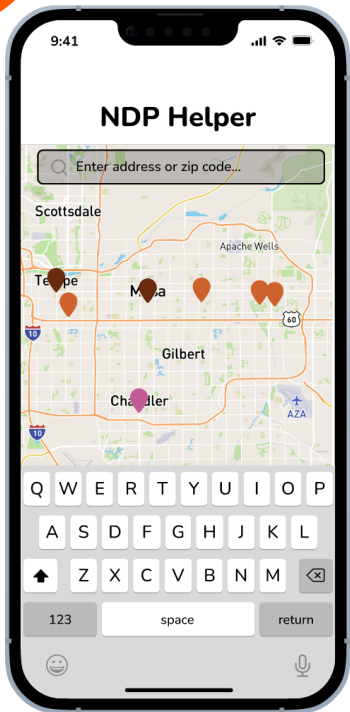 9:41
NDP Helper
Enter address or zip code...
Scottsdale
Apache Wells
Mesa
60
10
Gilbert
Chandler
AZA
10
Q W E R T Y U I O P
A S D F G H J K L
Z X C V B N M
123 space return